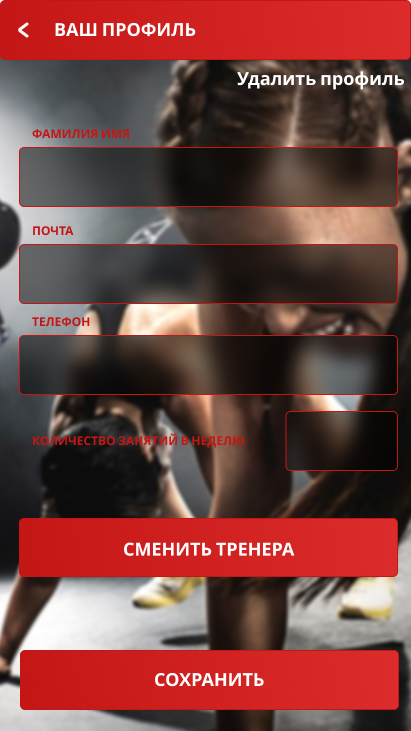 ВАШ ПРОФИЛЬ
Удалить профиль
ФАМИЛИЯ ИМЯ
ПОЧТА
ТЕЛЕФОН
КОЛИЧЕСТВО ЗАНЯТИЙ В НЕДЕЛЮ
СМЕНИТЬ ТРЕНЕРА
СОХРАНИТЬ